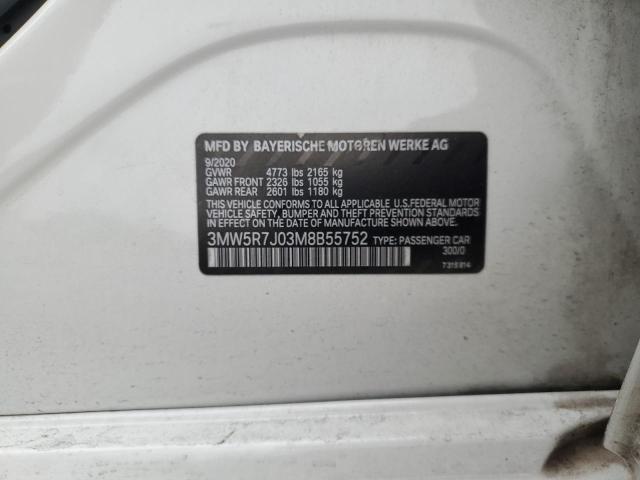 MFD BY BAYERISCHE MOTOREN WERKE AG
9/2020
GVWR 4773 lbs 2165 kg
GAWR FRONT 2326 lbs 1055 kg
GAWR REAR 2601 lbs 1180 kg
THIS VEHICLE CONFORMS TO ALL APPLICABLE U.S.FEDERAL MOTOR
VEHICLE SAFETY, BUMPER, AND THEFT PREVENTION STANDARDS
IN EFFECT ON THE DATE OF MANUFACTURE SHOWN ABOVE.
3MW5R7J03M8B55752 TYPE: PASSENGER CAR
300/0
7315914